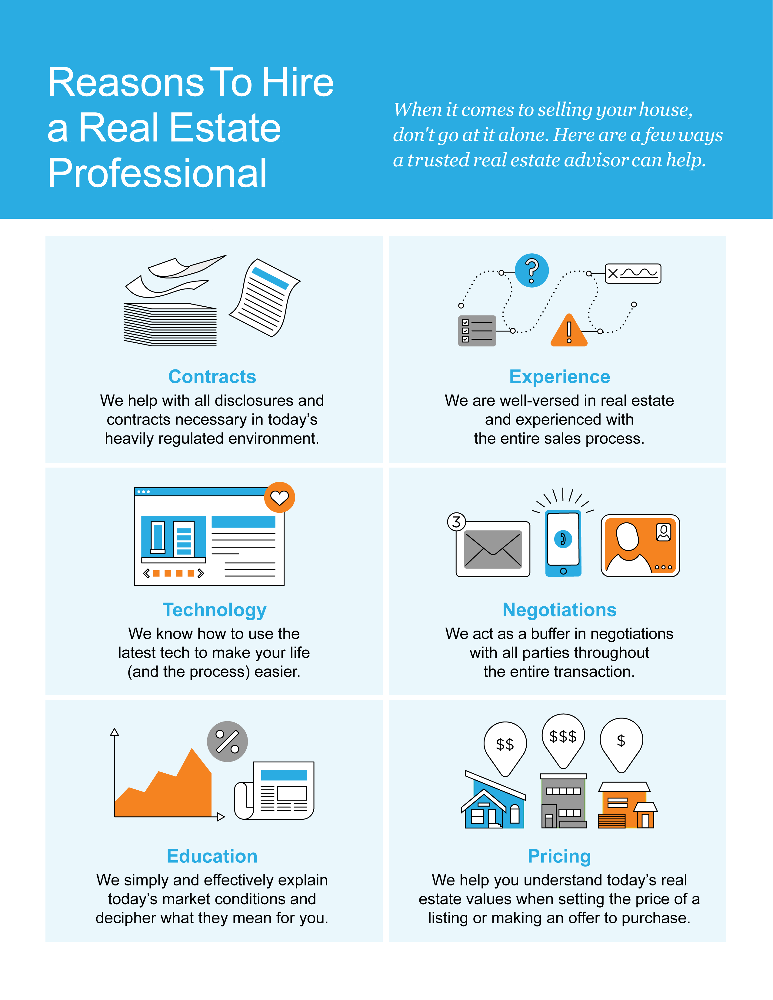 Reasons To Hire
a Real Estate
Professional
When it comes to selling your house,
don't go at it alone. Here are a few ways
a trusted real estate advisor can help.
?
!
Contracts
We help with all disclosures and
contracts necessary in today’s
heavily regulated environment.
Experience
We are well-versed in real estate
and experienced with
the entire sales process.
3
Technology
We know how to use the
latest tech to make your life
(and the process) easier.
Negotiations
We act as a buffer in negotiations
with all parties throughout
the entire transaction.
%
$$
$$$
$
Education
We simply and effectively explain
today’s market conditions and
decipher what they mean for you.
Pricing
We help you understand today’s real
estate values when setting the price of a
listing or making an offer to purchase.